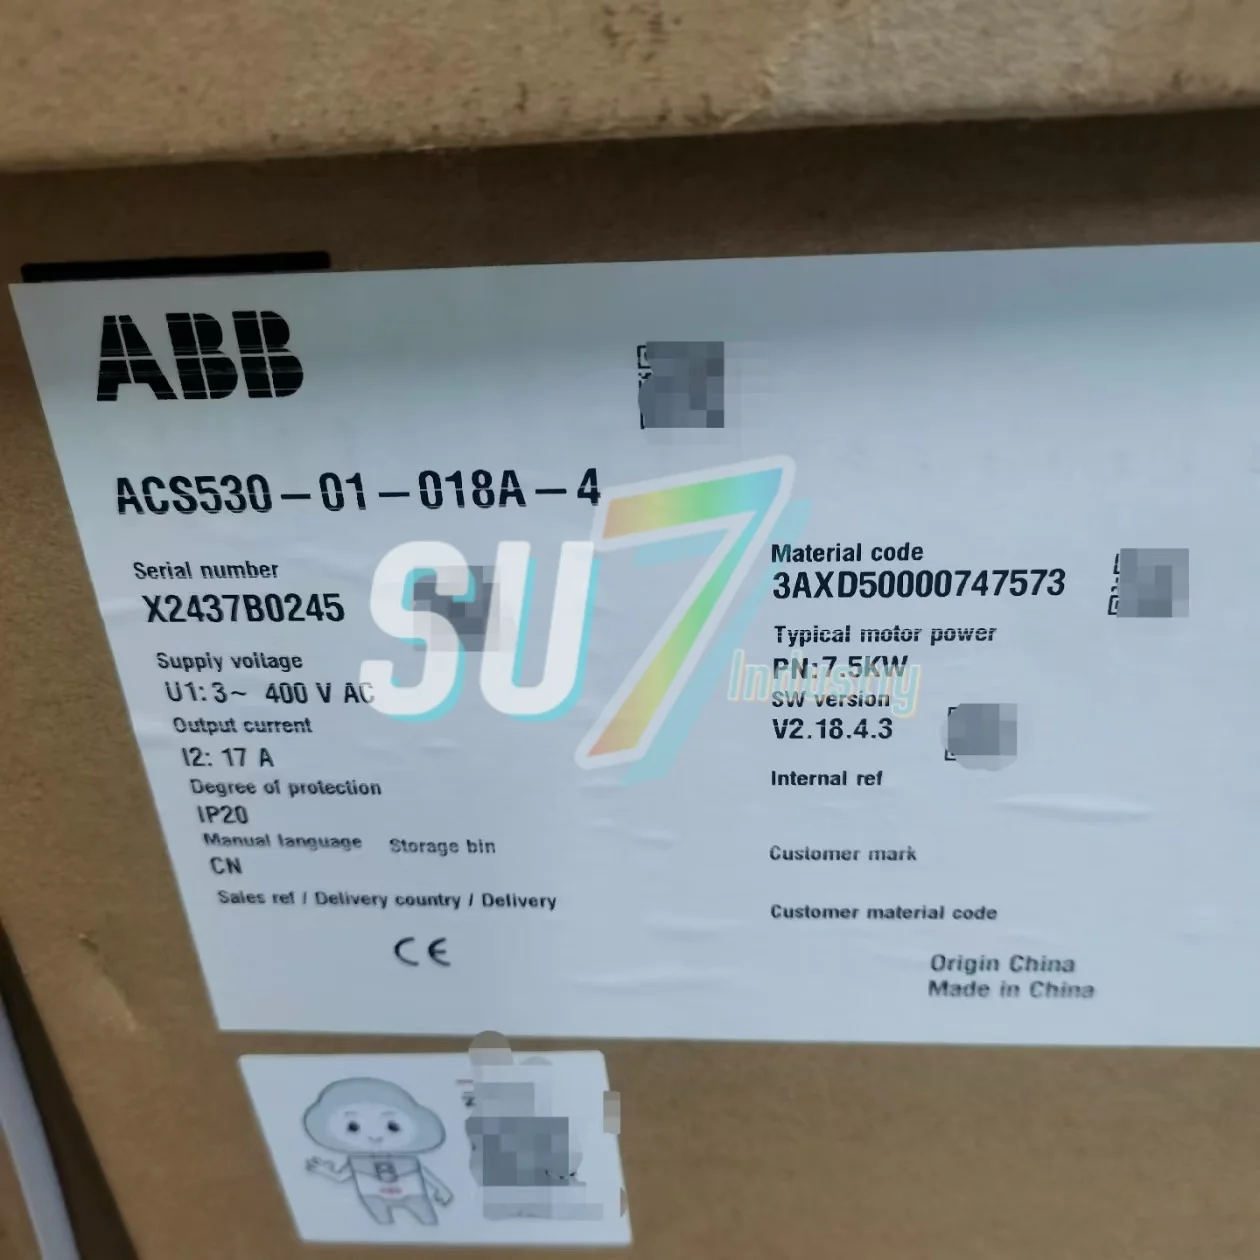 ABB
ACS530-01-018A-4
Serial number
X2437B0245
Supply voltage
U1: 3~ 400 V AC
Output current
I2: 17 A
Degree of protection
IP20
Manual language Storage bin
CN
Sales ref / Delivery country / Delivery
CE
Material code
3AXD50000747573
Typical motor power
PN: 7.5KW
SW version
V2.18.4.3
Internal ref
Customer mark
Customer material code
Origin China
Made in China
SU7
Industry
B